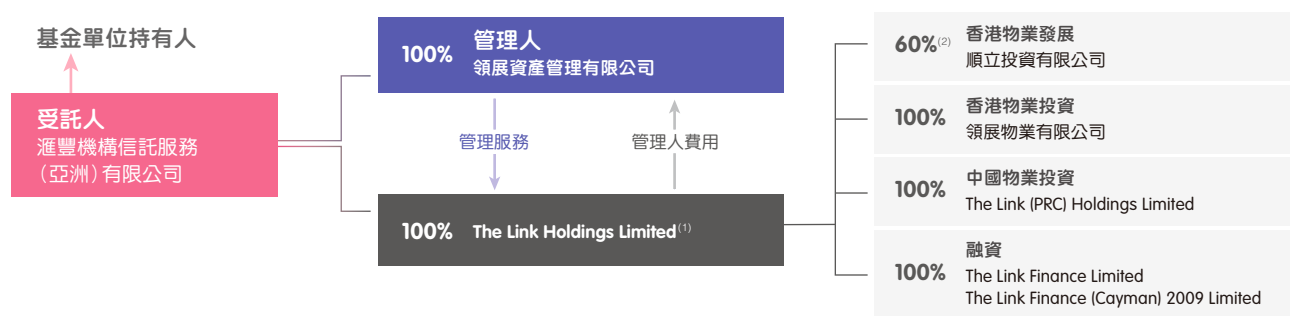 基金單位持有人
受託人
滙豐機構信託服務
（亞洲）有限公司
100% 管理人
領展資產管理有限公司
管理服務
管理人費用
100% The Link Holdings Limited(1)
60%(2) 香港物業發展
順立投資有限公司
100% 香港物業投資
領展物業有限公司
100% 中國物業投資
The Link (PRC) Holdings Limited
100% 融資
The Link Finance Limited
The Link Finance (Cayman) 2009 Limited